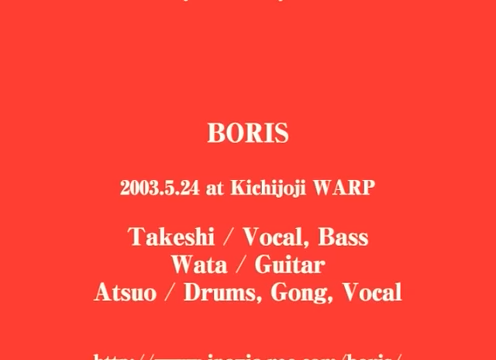 BORIS
2003.5.24 at Kichijoji WARP
Takeshi / Vocal, Bass
Wata / Guitar
Atsuo / Drums, Gong, Vocal